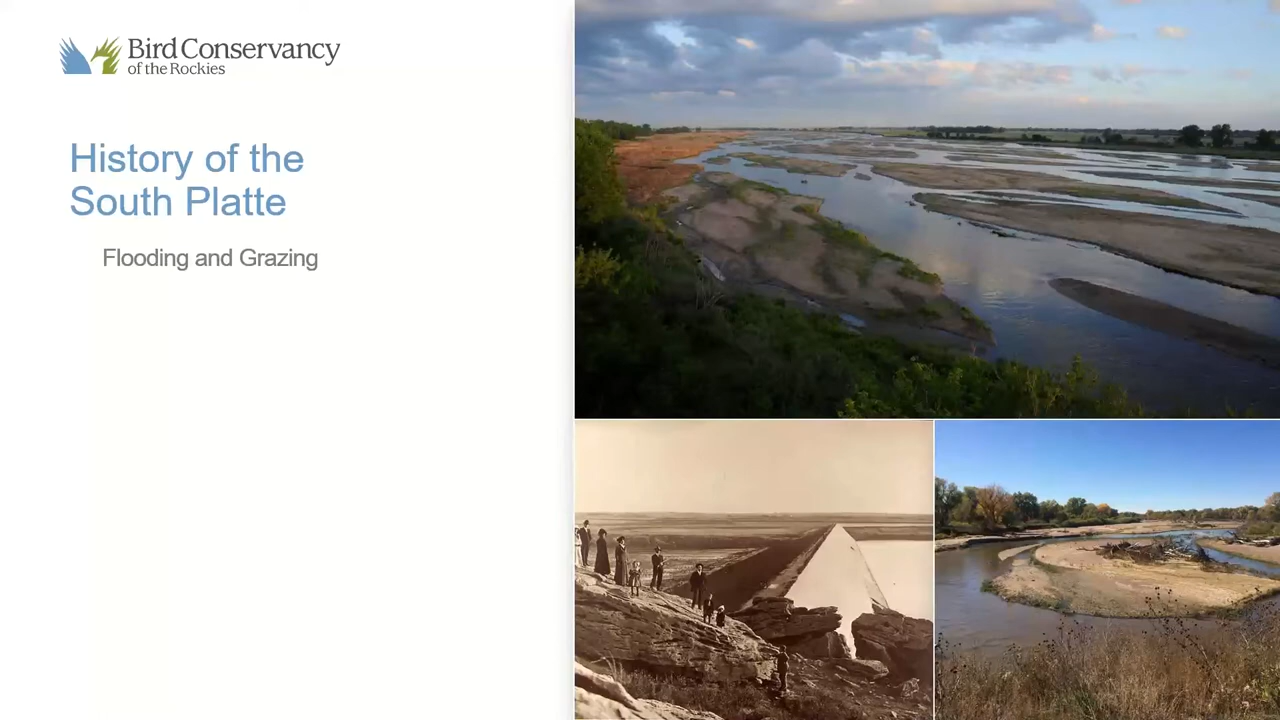 Bird Conservancy
of the Rockies
History of the
South Platte
Flooding and Grazing